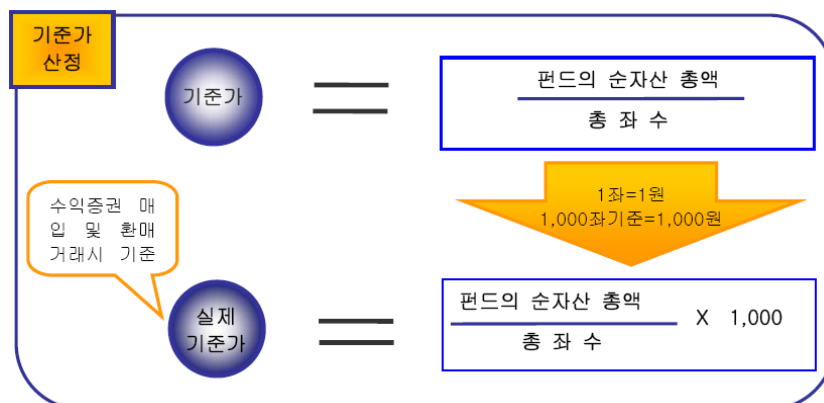 기준가
산정
기준가
펀드의 순자산 총액
총 좌 수
1좌=1원
1,000좌기준=1,000원
수익증권 매
입 및 환매
거래시 기준
실제
기준가
펀드의 순자산 총액
총 좌 수
X 1,000